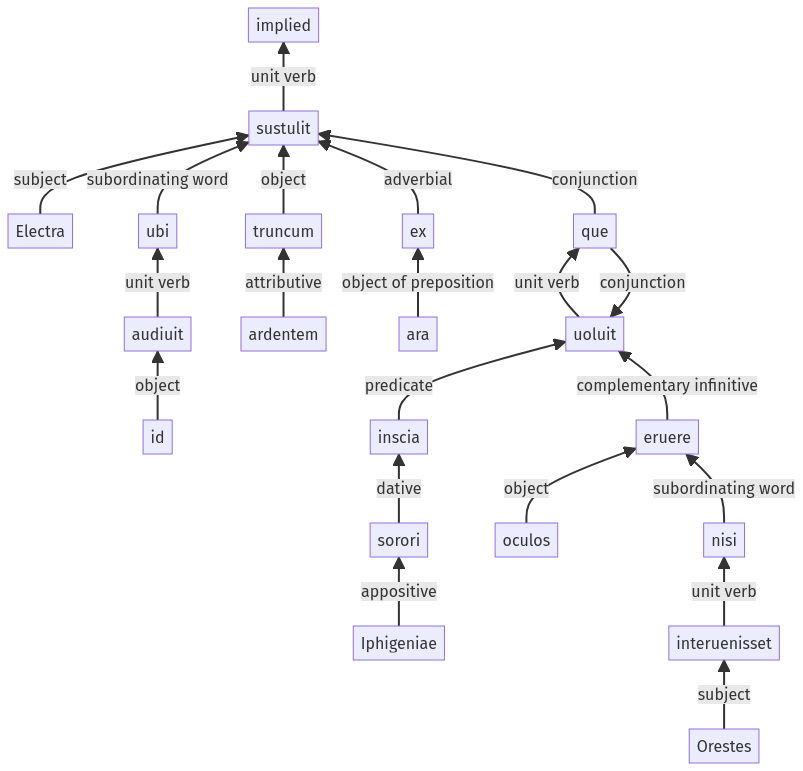 implied
unit verb
sustulit
subject subordinating word object adverbial conjunction
Electra ubi truncum ex que
unit verb attributive object of preposition unit verb conjunction
audiuit ardentem ara uoluit
object predicate complementary infinitive
id inscia eruere
dative object subordinating word
sorori oculos nisi
appositive unit verb
Iphigeniae interuenisset
subject
Orestes